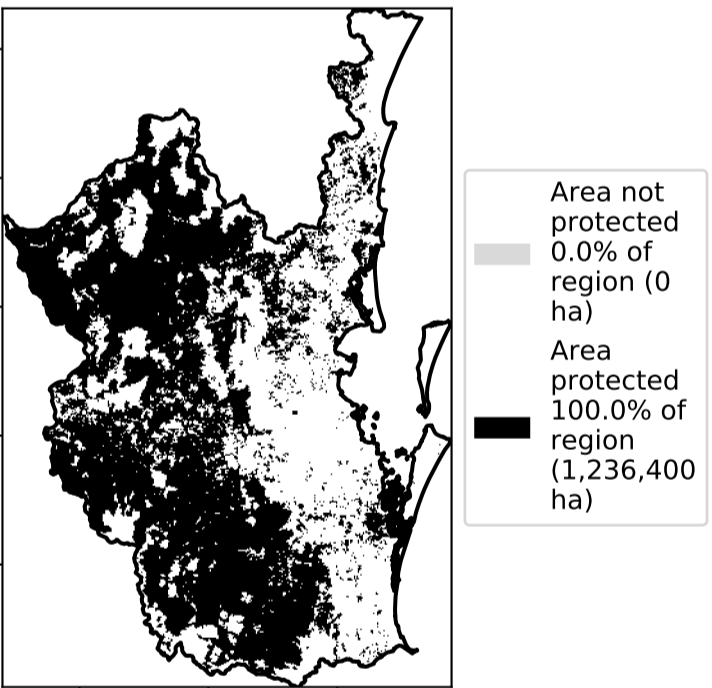 Area not
protected
0.0% of
region (0
ha)
Area
protected
100.0% of
region
(1,236,400
ha)